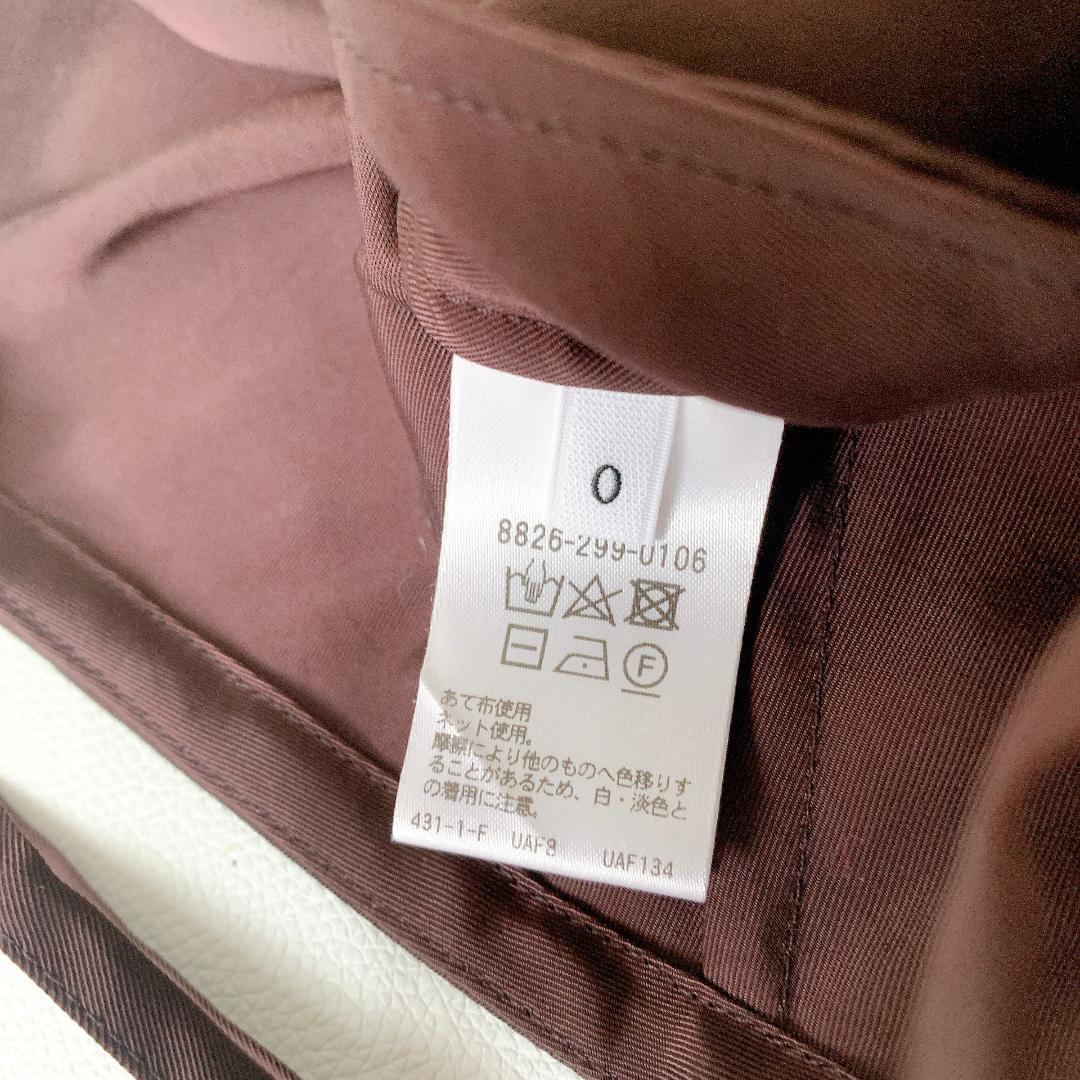 0
8826-299-0106
F
あて布使用
ネット使用。
摩擦により他のものへ色移りす
ることがあるため、白・淡色と
の着用に注意。
431-1-F UAF8 UAF134